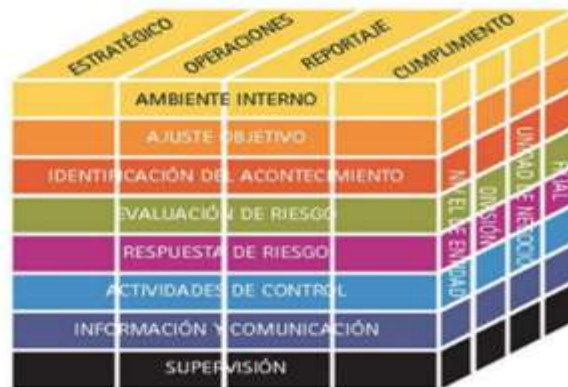 ESTRATÉGICO
OPERACIONES
REPORTAJE
CUMPLIMIENTO
AMBIENTE INTERNO
AJUSTE OBJETIVO
IDENTIFICACIÓN DEL ACONTECIMIENTO
EVALUACIÓN DE RIESGO
RESPUESTA DE RIESGO
ACTIVIDADES DE CONTROL
INFORMACIÓN Y COMUNICACIÓN
SUPERVISIÓN
NIVEL DE ENTIDAD
DIVISIÓN
UNIDAD DE NEGOCIO
FILIAL